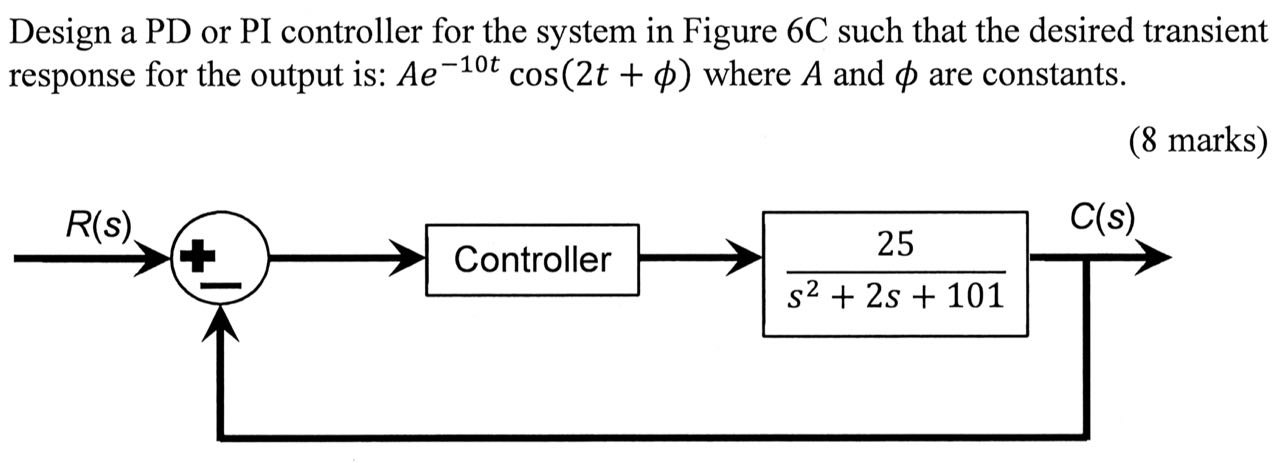 Design a PD or PI controller for the system in Figure 6C such that the desired transient
response for the output is: Ae^{-10t} cos(2t + ϕ) where A and ϕ are constants.
(8 marks)
R(s)
+
−
Controller
25
s² + 2s + 101
C(s)